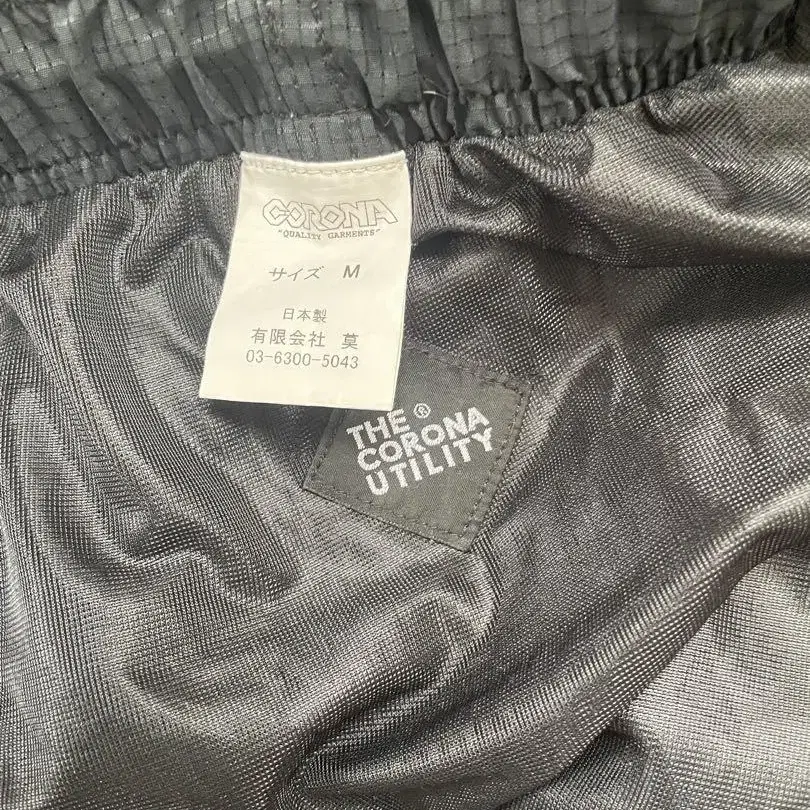 CORONA
"QUALITY GARMENTS"
サイズ M
日本製
有限会社 莫
03-6300-5043
THE ®
CORONA
UTILITY